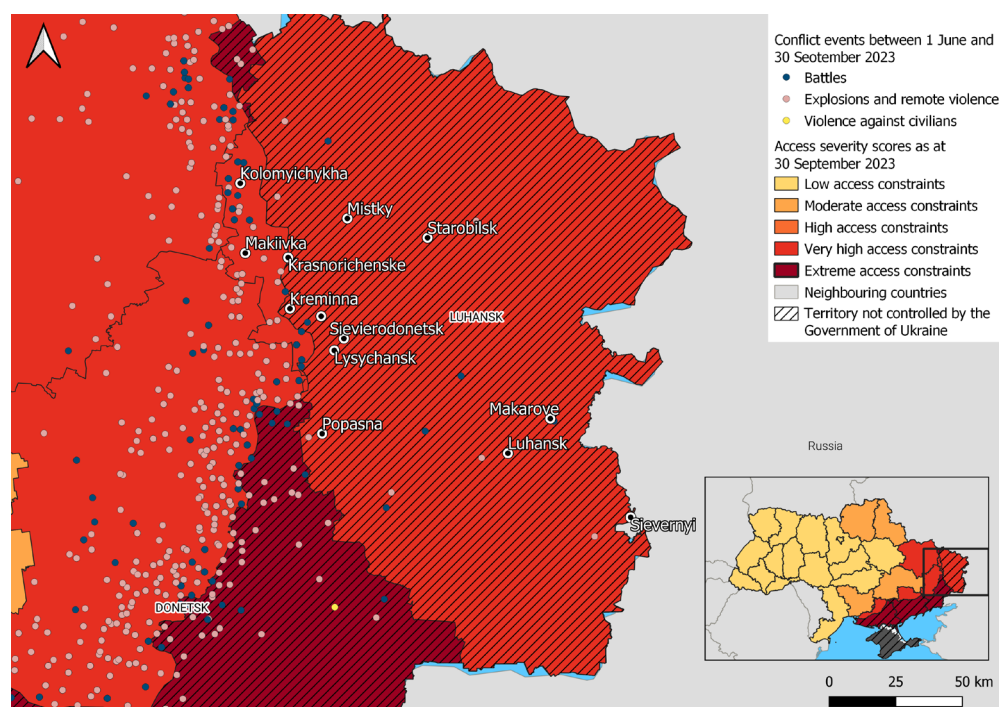 Conflict events between 1 June and
30 Seotember 2023
Battles
Explosions and remote violence
Violence against civilians
Access severity scores as at
30 September 2023
Low access constraints
Moderate access constraints
High access constraints
Very high access constraints
Extreme access constraints
Neighbouring countries
Territory not controlled by the
Government of Ukraine
Kolomyichykha
Mistky
Starobilsk
Makiivka
Krasnorichenske
Kreminna
LUHANSK
Sievierodonetsk
Lysychansk
Makarove
Popasna
Luhansk
Russia
Sievernyi
DONETSK
0 25 50 km